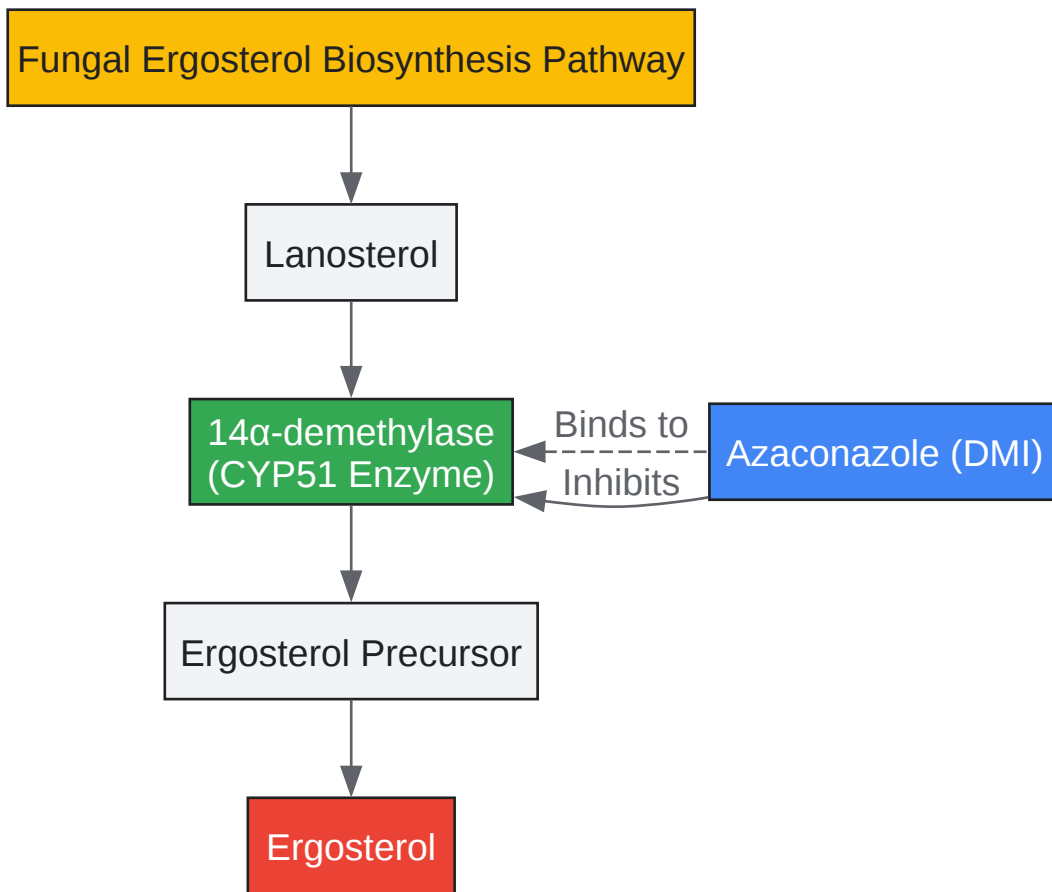 Fungal Ergosterol Biosynthesis Pathway
Lanosterol
14α-demethylase
(CYP51 Enzyme)
Binds to
Inhibits
Azaconazole (DMI)
Ergosterol Precursor
Ergosterol